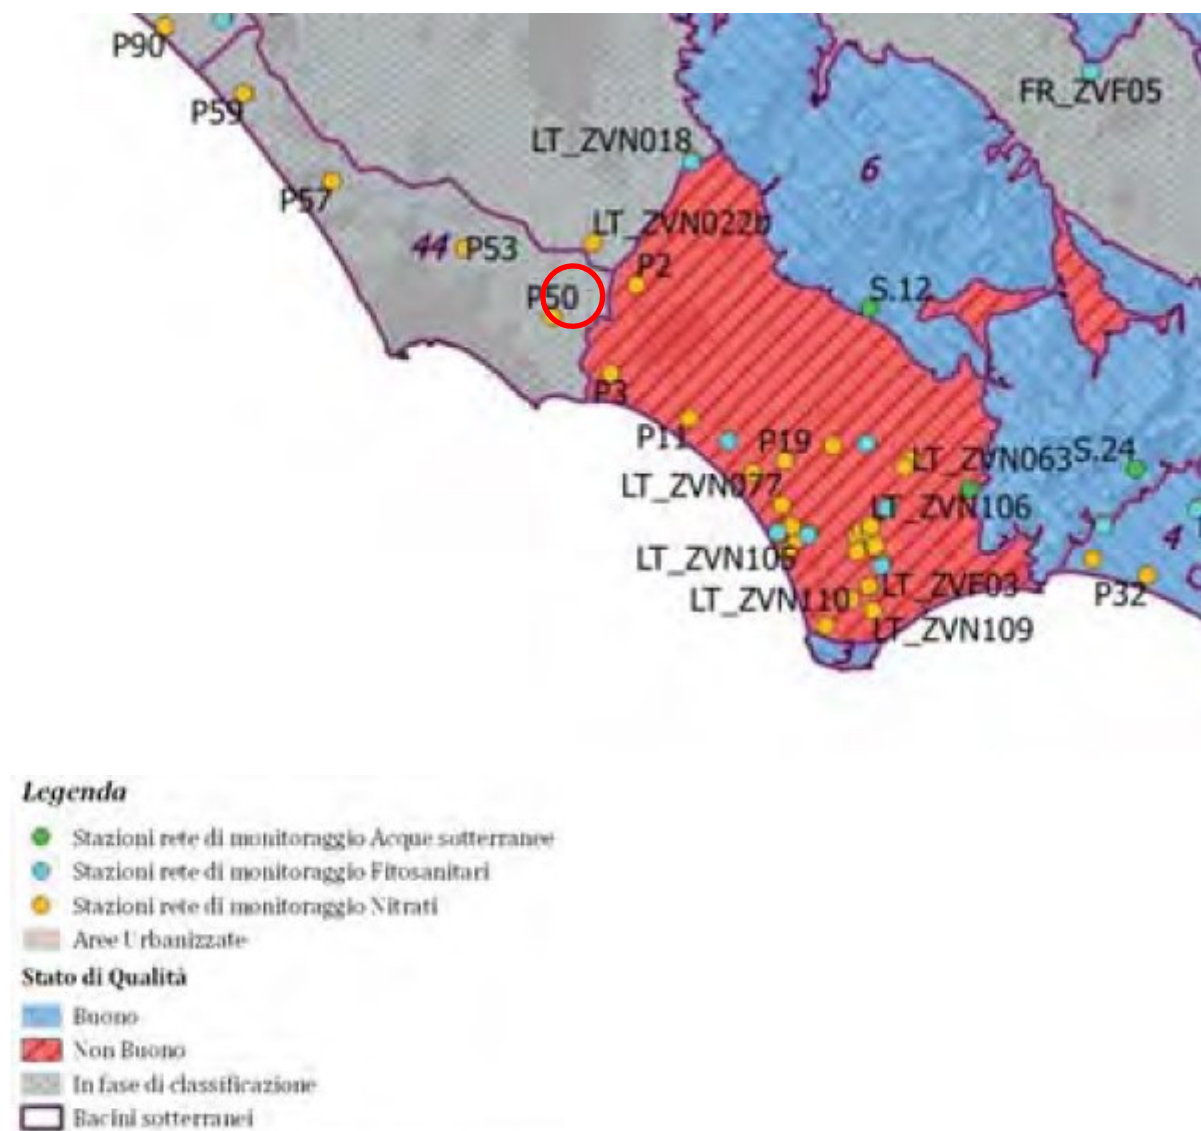 P90
FR_ZVF05
P59
LT_ZVN018
6
P57
LT_ZVN022b
44
P53
P2
P50
S.12
P3
P11
P19
LT_ZVN063
S.24
LT_ZVN077
LT_ZVN106
4
LT_ZVN105
LT_ZVF03
P32
LT_ZVN110
LT_ZVN109
3
Legenda
Stazioni rete di monitoraggio Acque sotterranee
Stazioni rete di monitoraggio Fitosanitari
Stazioni rete di monitoraggio Nitrati
Aree Urbanizzate
Stato di Qualità
Buono
Non Buono
In fase di classificazione
Bacini sotterranei